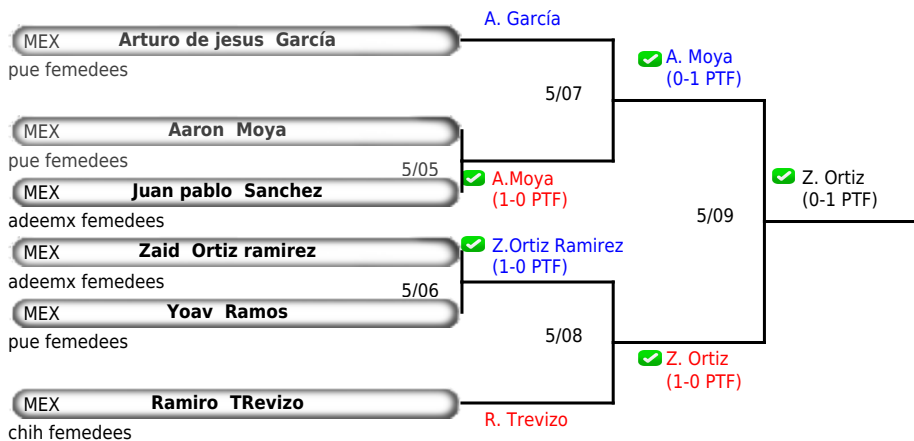 A. García
MEX Arturo de jesus García
pue femedees
A. Moya
(0-1 PTF)
5/07
MEX Aaron Moya
pue femedees
5/05
A.Moya
(1-0 PTF)
MEX Juan pablo Sanchez
adeemx femedees
Z. Ortiz
(0-1 PTF)
5/09
MEX Zaid Ortiz ramirez
adeemx femedees
Z.Ortiz Ramirez
(1-0 PTF)
5/06
MEX Yoav Ramos
pue femedees
5/08
Z. Ortiz
(1-0 PTF)
MEX Ramiro TRevizo
chih femedees
R. Trevizo